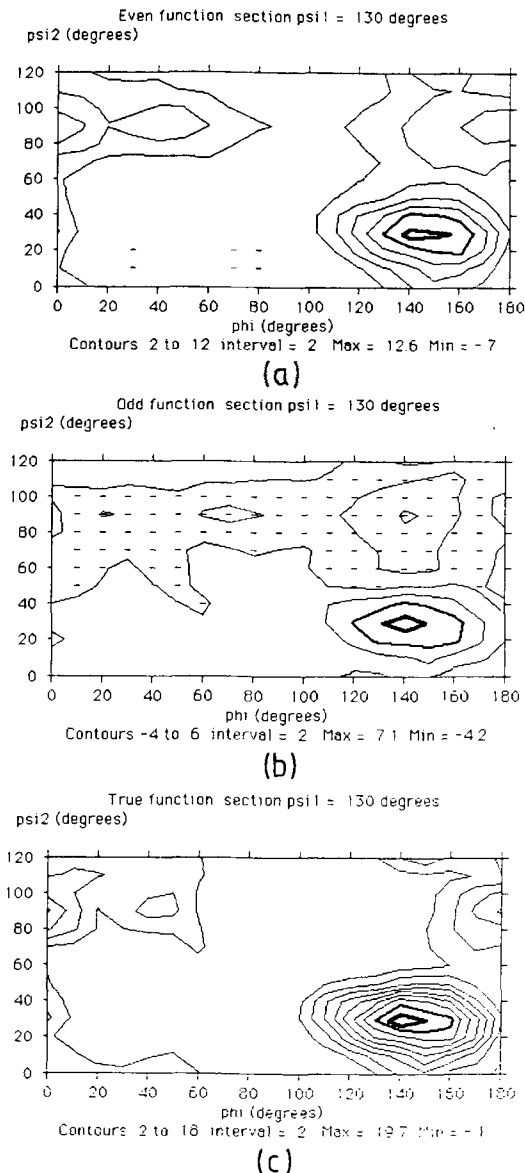 Even function section psi1 = 130 degrees
psi2 (degrees)
120
100
80
60
40
20
0
0 20 40 60 80 100 120 140 160 180
phi (degrees)
Contours 2 to 12 interval = 2 Max = 12.6 Min = -.7
(a)
Odd function section psi1 = 130 degrees
psi2 (degrees)
120
100
80
60
40
20
0
0 20 40 60 80 100 120 140 160 180
phi (degrees)
Contours -4 to 6 interval = 2 Max = 7.1 Min = -4.2
(b)
True function section psi1 = 130 degrees
psi2 (degrees)
120
100
80
60
40
20
0
0 20 40 60 80 100 120 140 160 180
phi (degrees)
Contours 2 to 18 interval = 2 Max = 19.7 Min = -.1
(c)